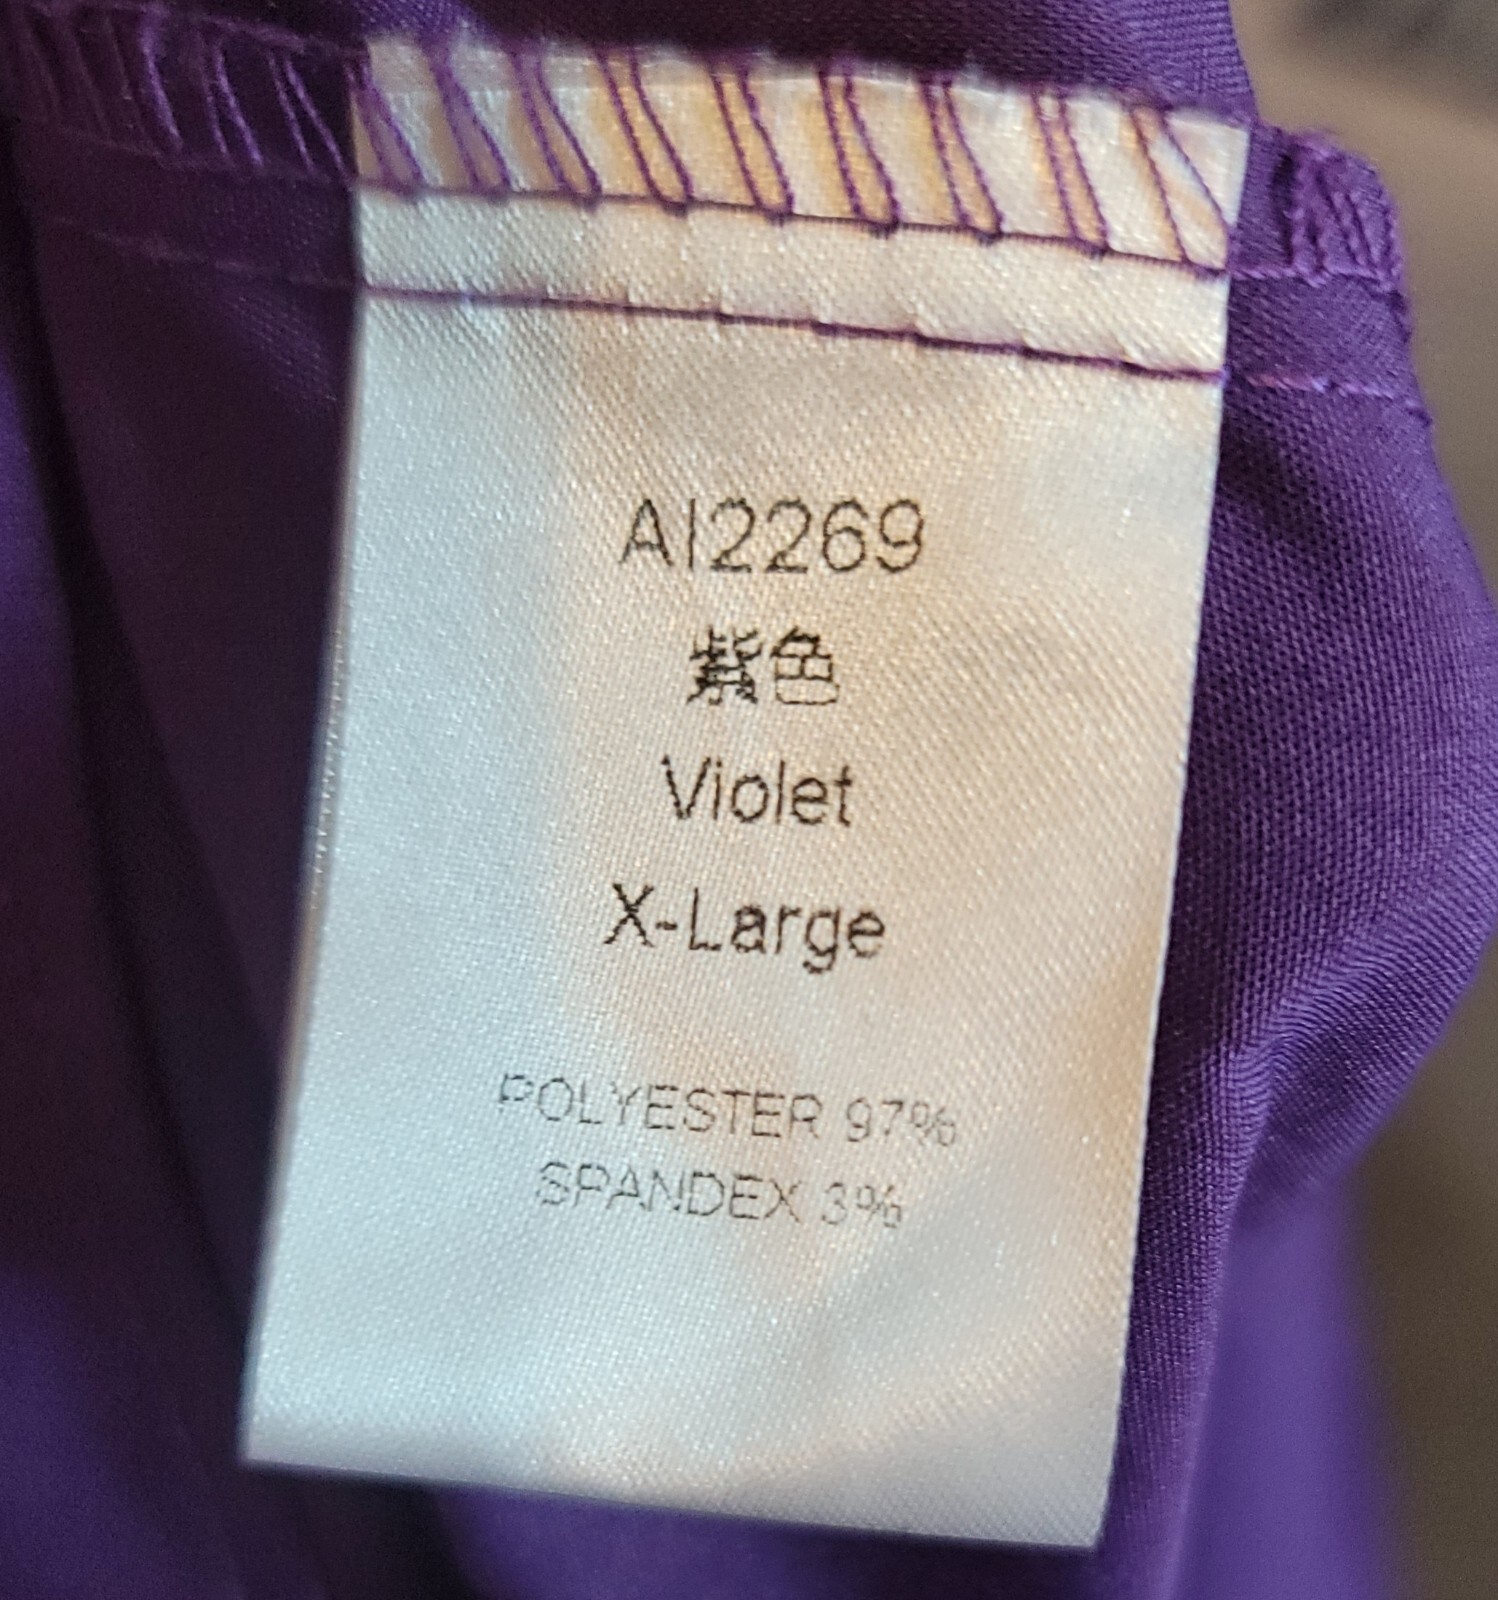 AI2269
紫色
Violet
X-Large
POLYESTER 97%
SPANDEX 3%